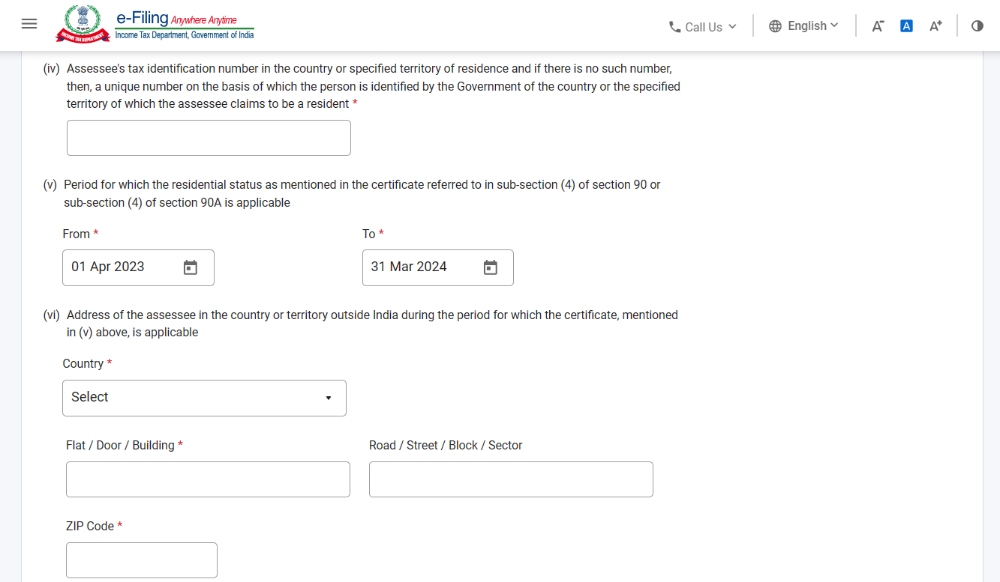 e-Filing Anywhere Anytime
Income Tax Department, Government of India
INCOME TAX DEPARTMENT
Call Us
English
A-
A
A+
(iv) Assessee's tax identification number in the country or specified territory of residence and if there is no such number,
then, a unique number on the basis of which the person is identified by the Government of the country or the specified
territory of which the assessee claims to be a resident *
(v) Period for which the residential status as mentioned in the certificate referred to in sub-section (4) of section 90 or
sub-section (4) of section 90A is applicable
From * To *
01 Apr 2023 31 Mar 2024
(vi) Address of the assessee in the country or territory outside India during the period for which the certificate, mentioned
in (v) above, is applicable
Country *
Select
Flat / Door / Building * Road / Street / Block / Sector
ZIP Code *